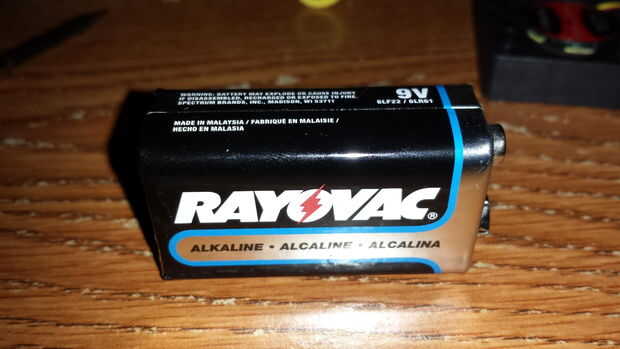 WARNING: BATTERY MAY EXPLODE OR CAUSE INJURY
IF DISASSEMBLED, RECHARGED OR EXPOSED TO FIRE.
SPECTRUM BRANDS, INC., MADISON, WI 53711
9V
6LF22 / 6LR61
MADE IN MALAYSIA / FABRIQUÉ EN MALAISIE /
HECHO EN MALASIA
RAYOVAC®
ALKALINE • ALCALINE • ALCALINA